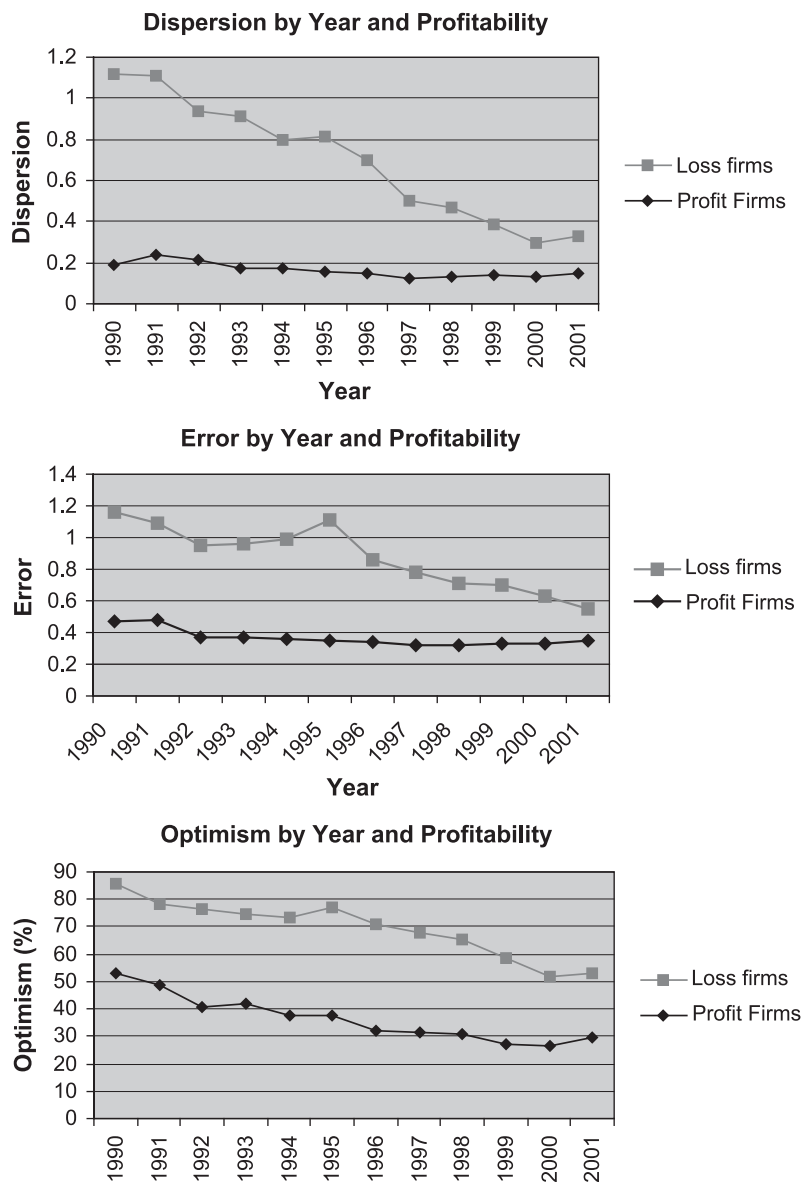 Dispersion by Year and Profitability
1.2
1
0.8
0.6
0.4
0.2
0
Dispersion
1990 1991 1992 1993 1994 1995 1996 1997 1998 1999 2000 2001
Year
Loss firms
Profit Firms
Error by Year and Profitability
1.4
1.2
1
0.8
0.6
0.4
0.2
0
Error
1990 1991 1992 1993 1994 1995 1996 1997 1998 1999 2000 2001
Year
Loss firms
Profit Firms
Optimism by Year and Profitability
90
80
70
60
50
40
30
20
10
0
Optimism (%)
1990 1991 1992 1993 1994 1995 1996 1997 1998 1999 2000 2001
Loss firms
Profit Firms